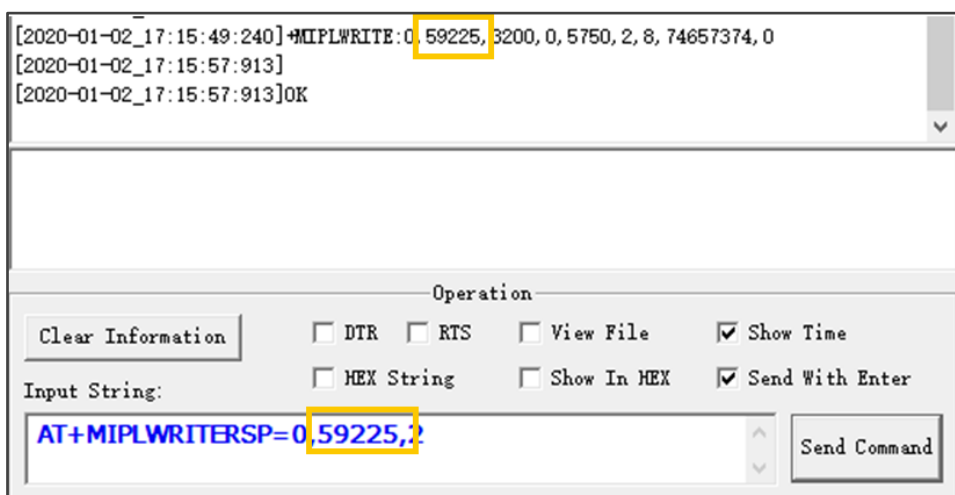 [2020-01-02_17:15:49:240]+MIPLWRITE:0,59225,3200,0,5750,2,8,74657374,0
[2020-01-02_17:15:57:913]
[2020-01-02_17:15:57:913]OK
Operation
Clear Information
DTR
RTS
View File
Show Time
HEX String
Show In HEX
Send With Enter
Input String:
AT+MIPLWRITERSP=0,59225,2
Send Command